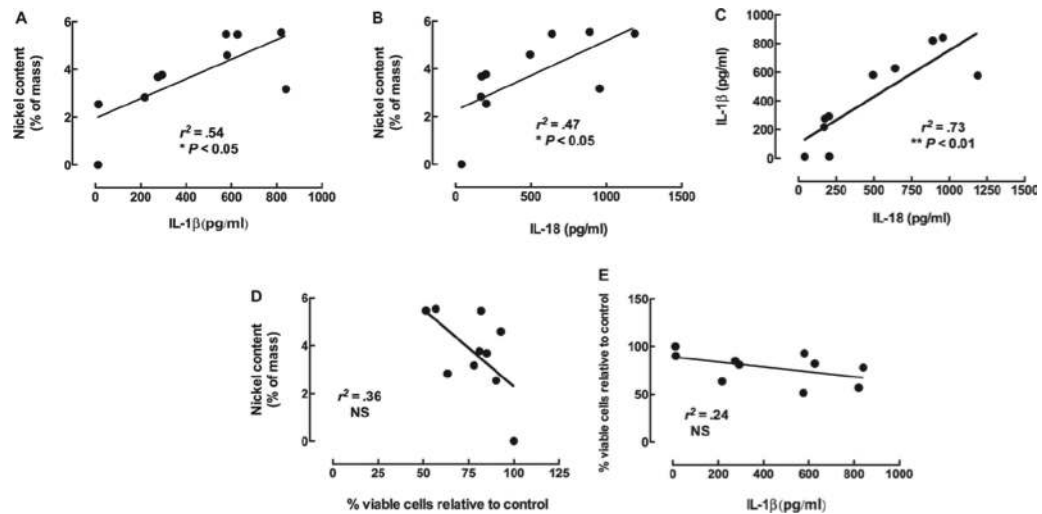 A
Nickel content
(% of mass)
6
4
2
0
r² = .54
* P < 0.05
0 200 400 600 800 1000
IL-1β(pg/ml)
B
Nickel content
(% of mass)
6
4
2
0
r² = .47
* P < 0.05
0 500 1000 1500
IL-18 (pg/ml)
C
IL-1β (pg/ml)
1000
800
600
400
200
0
r² = .73
** P < 0.01
0 250 500 750 1000 1250
IL-18 (pg/ml)
D
Nickel content
(% of mass)
6
4
2
0
r² = .36
NS
0 25 50 75 100 125
% viable cells relative to control
E
% viable cells relative to control
150
100
50
0
r² = .24
NS
0 200 400 600 800 1000
IL-1β(pg/ml)